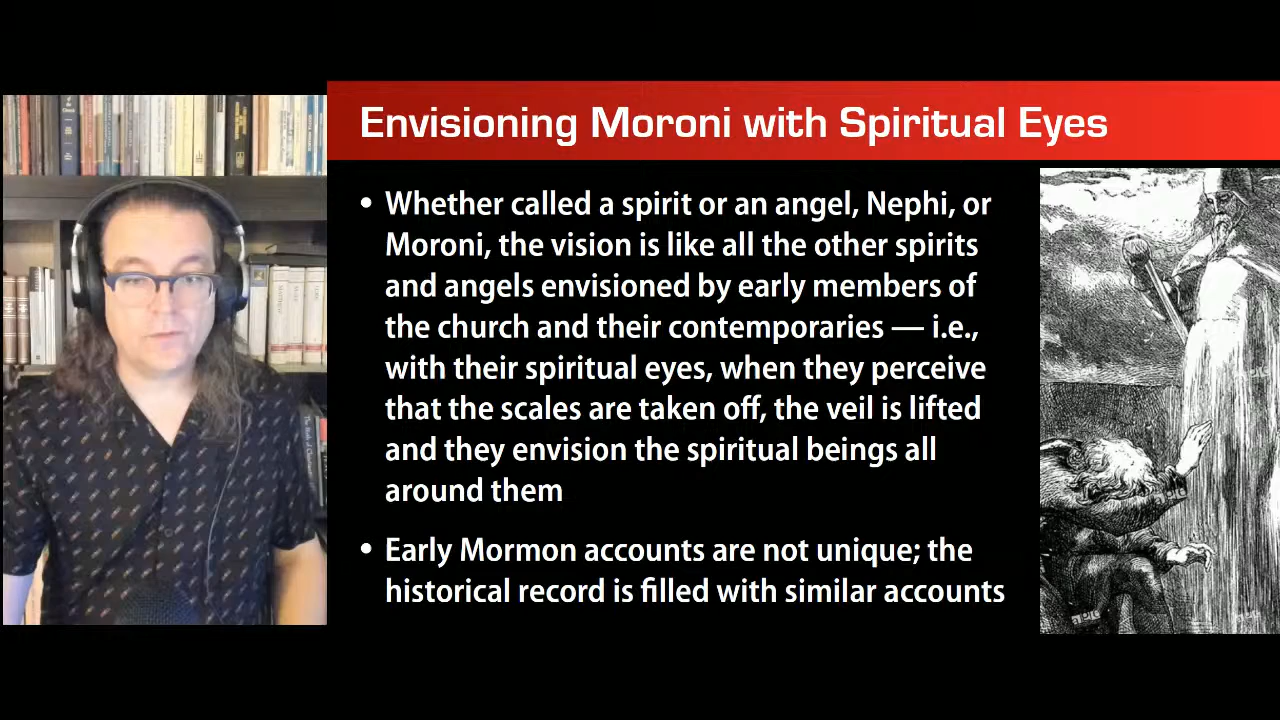 Envisioning Moroni with Spiritual Eyes
• Whether called a spirit or an angel, Nephi, or
Moroni, the vision is like all the other spirits
and angels envisioned by early members of
the church and their contemporaries — i.e.,
with their spiritual eyes, when they perceive
that the scales are taken off, the veil is lifted
and they envision the spiritual beings all
around them
• Early Mormon accounts are not unique; the
historical record is filled with similar accounts